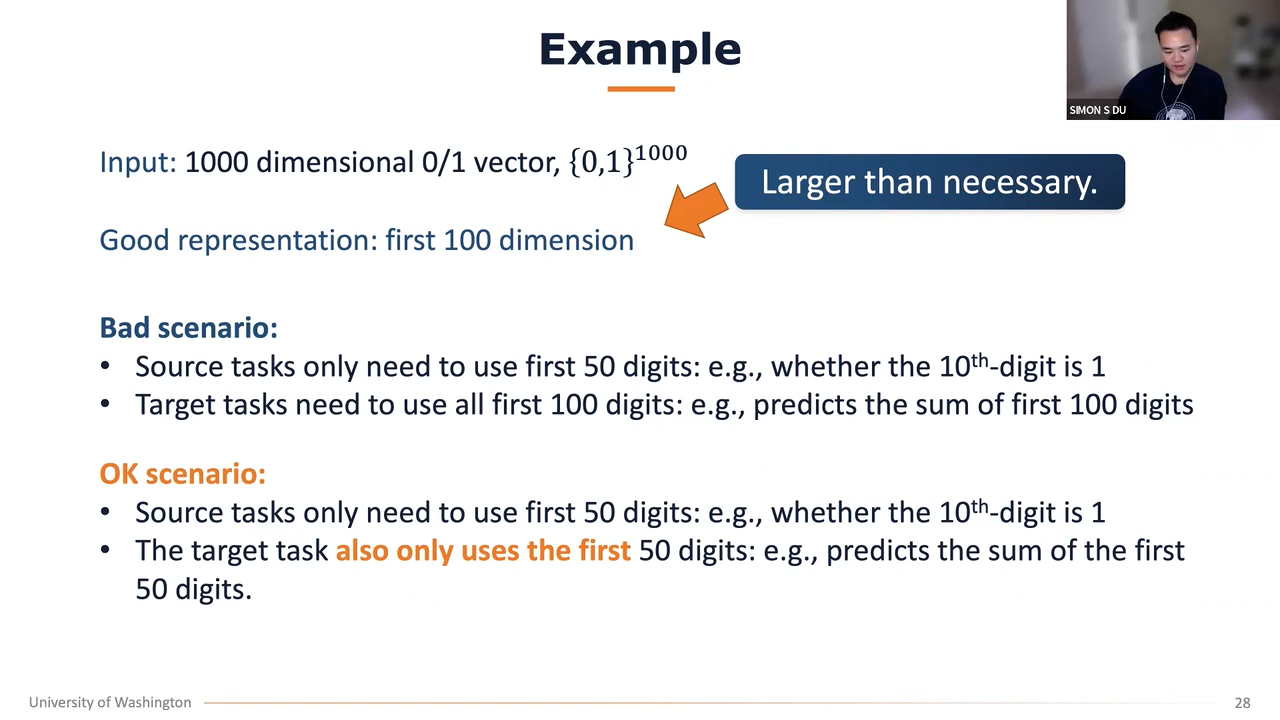 Example
SIMON S DU
Input: 1000 dimensional 0/1 vector, {0,1}^1000
Larger than necessary.
Good representation: first 100 dimension
Bad scenario:
• Source tasks only need to use first 50 digits: e.g., whether the 10th-digit is 1
• Target tasks need to use all first 100 digits: e.g., predicts the sum of first 100 digits
OK scenario:
• Source tasks only need to use first 50 digits: e.g., whether the 10th-digit is 1
• The target task also only uses the first 50 digits: e.g., predicts the sum of the first
50 digits.
University of Washington
28